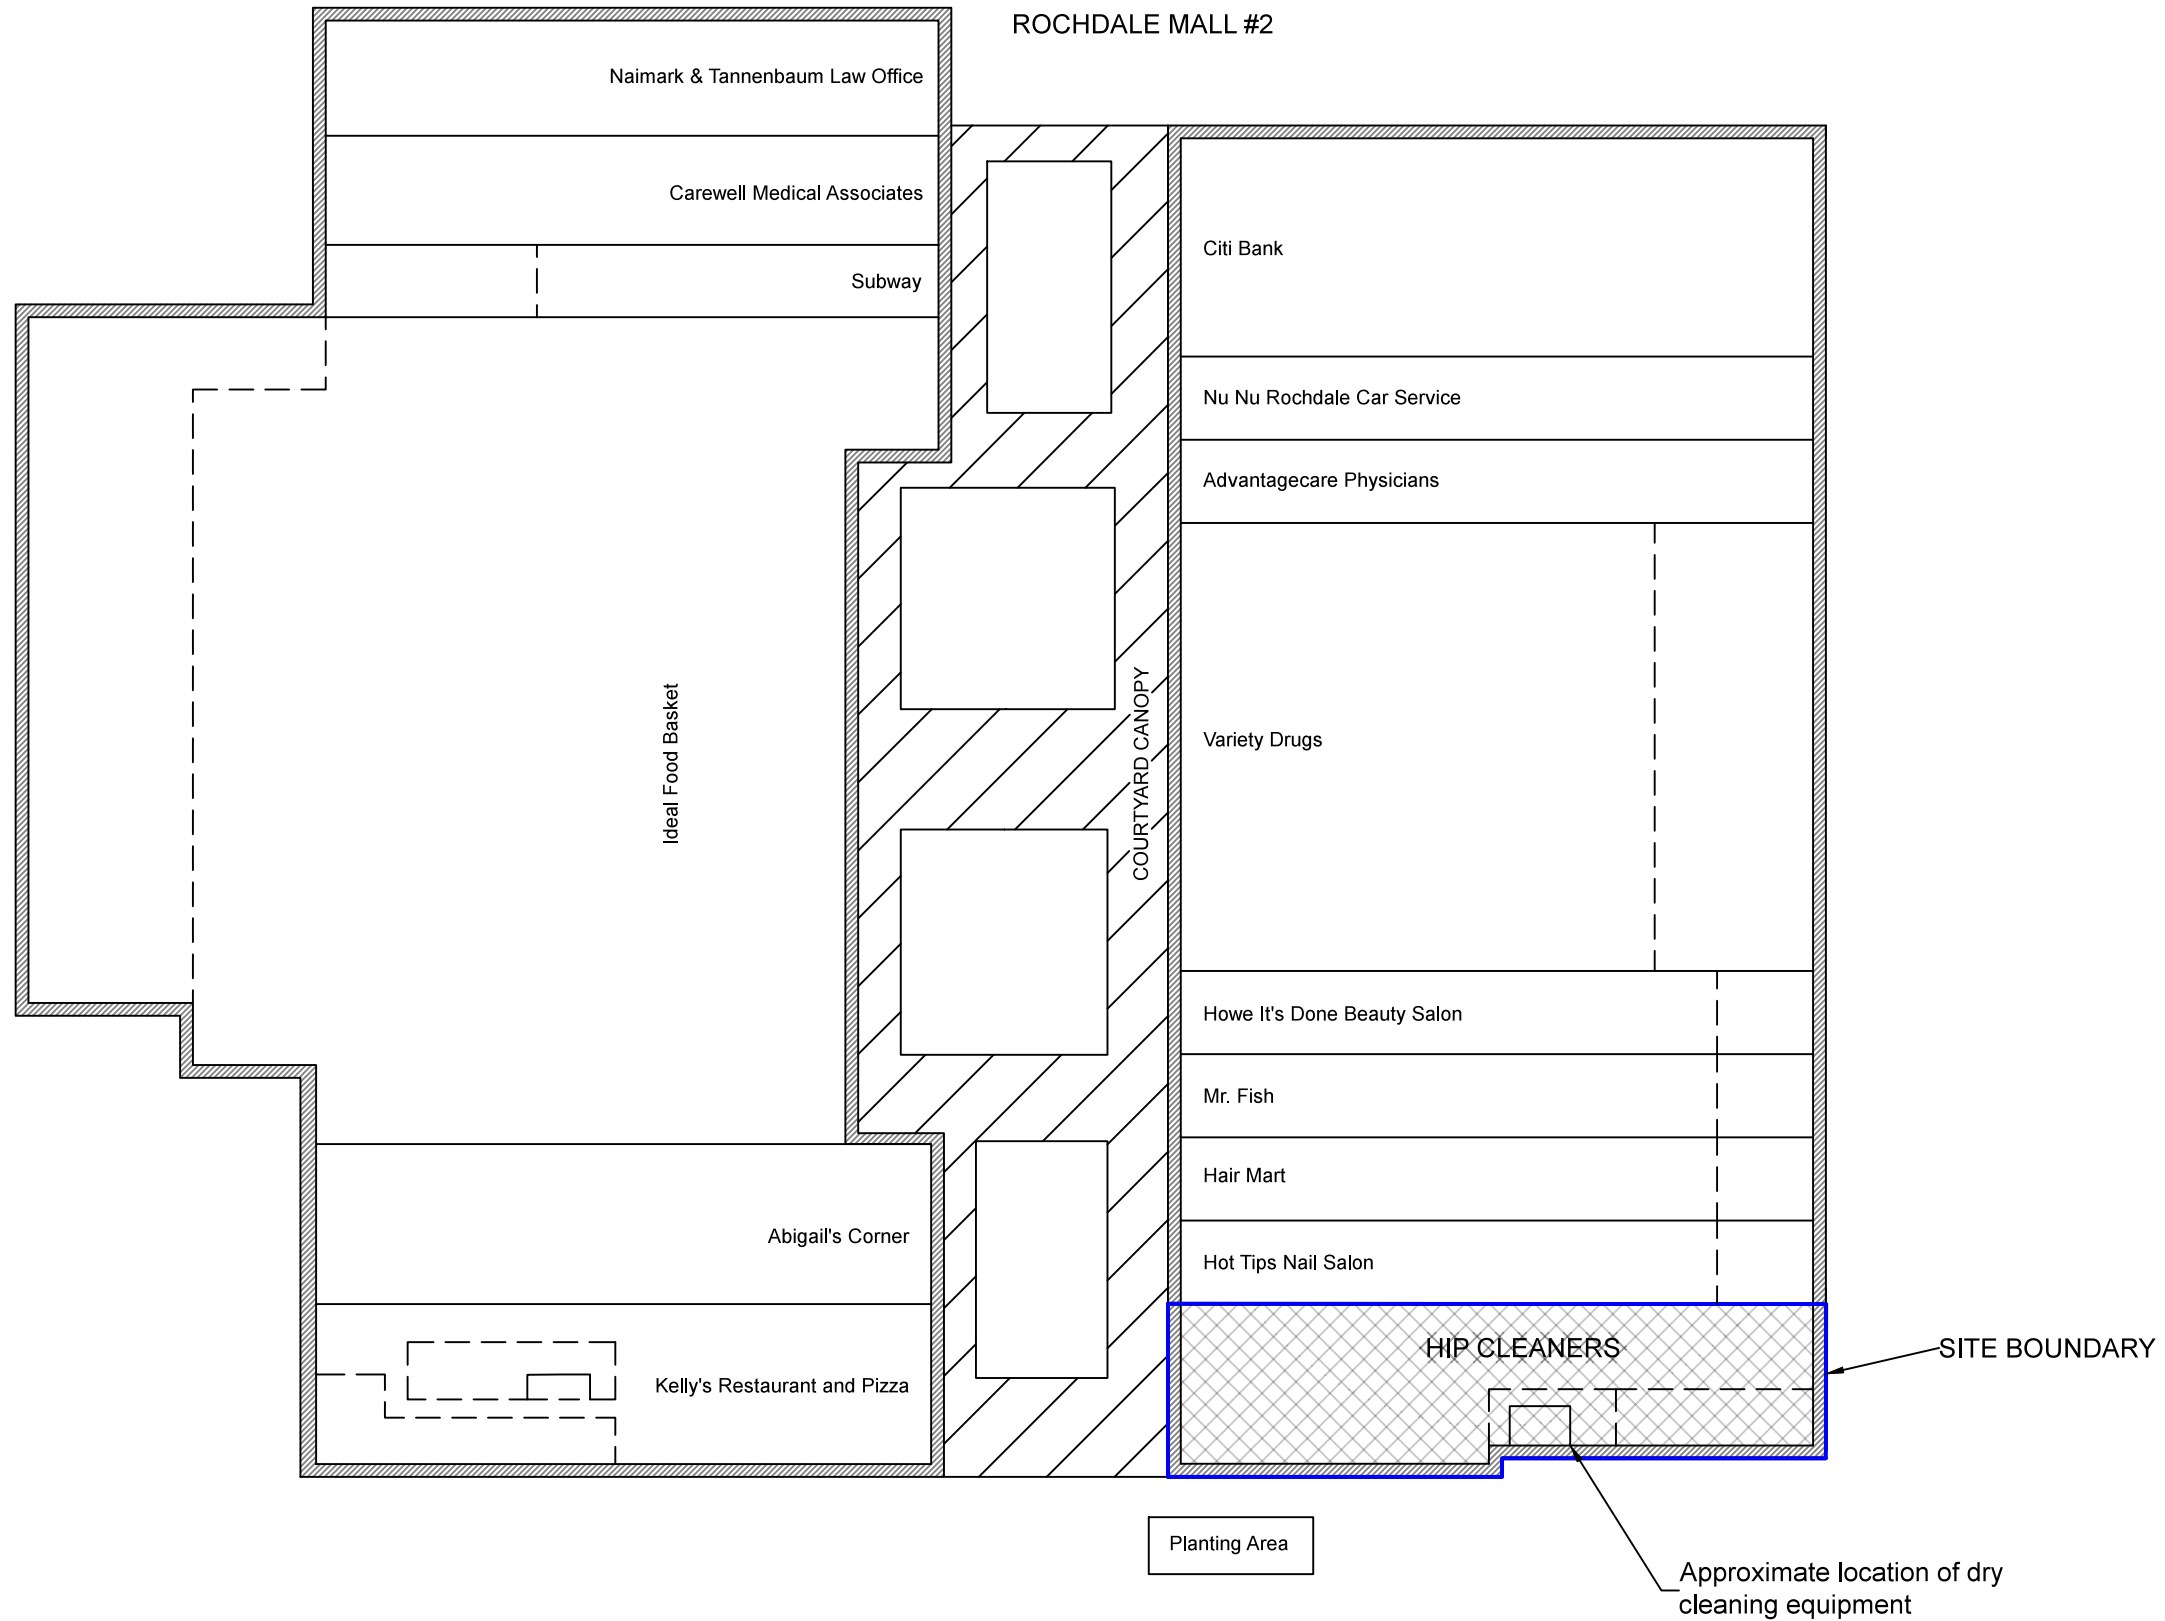 ROCHDALE MALL #2
Naimark & Tannenbaum Law Office
Carewell Medical Associates
Subway
Ideal Food Basket
Abigail's Corner
Kelly's Restaurant and Pizza
COURTYARD CANOPY
Citi Bank
Nu Nu Rochdale Car Service
Advantagecare Physicians
Variety Drugs
Howe It's Done Beauty Salon
Mr. Fish
Hair Mart
Hot Tips Nail Salon
HIP CLEANERS
SITE BOUNDARY
Planting Area
Approximate location of dry
cleaning equipment